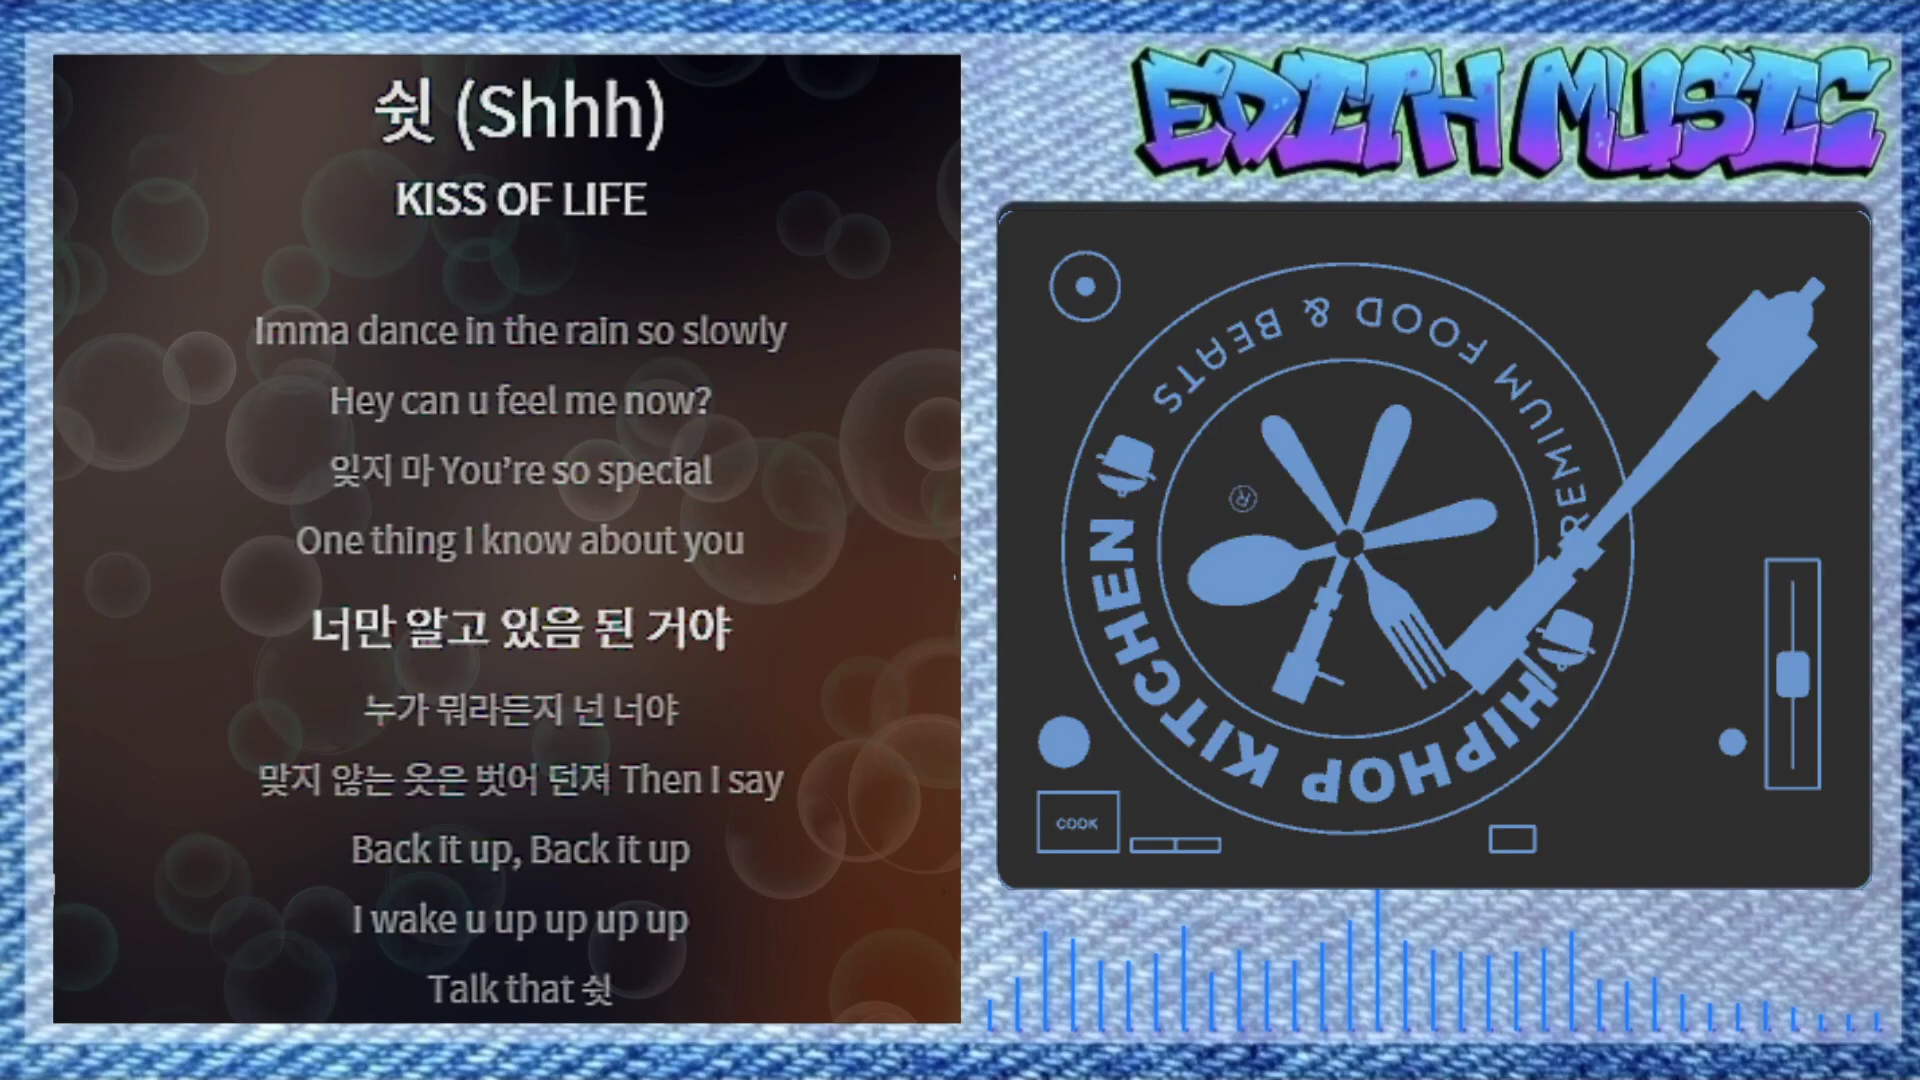 쉿 (Shhh)
KISS OF LIFE
Imma dance in the rain so slowly
Hey can u feel me now?
잊지 마 You’re so special
One thing I know about you
너만 알고 있음 된 거야
누가 뭐라든지 넌 너야
맞지 않는 옷은 벗어 던져 Then I say
Back it up, Back it up
I wake u up up up up
Talk that 쉿
EDITH MUSIC
PREMIUM FOOD & BEATS
HIPHOP KITCHEN
®
COOK